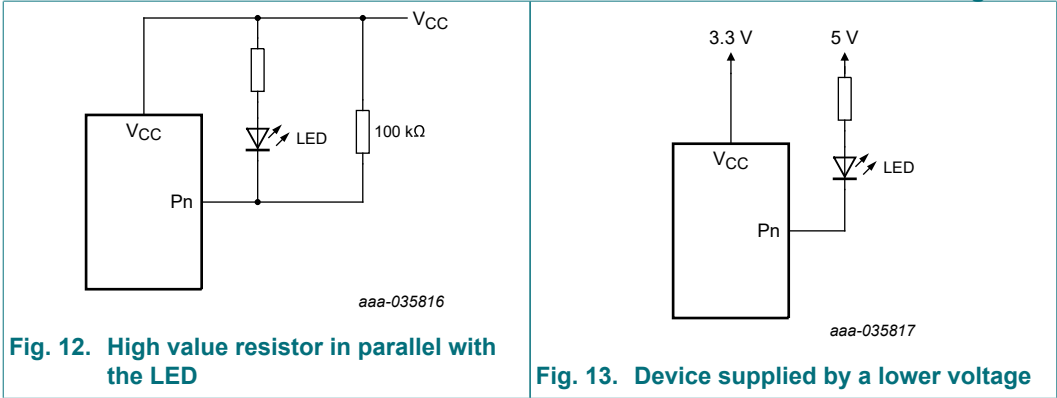 VCC
VCC
LED
100 kΩ
Pn
aaa-035816
Fig. 12. High value resistor in parallel with
the LED
3.3 V
5 V
VCC
LED
Pn
aaa-035817
Fig. 13. Device supplied by a lower voltage